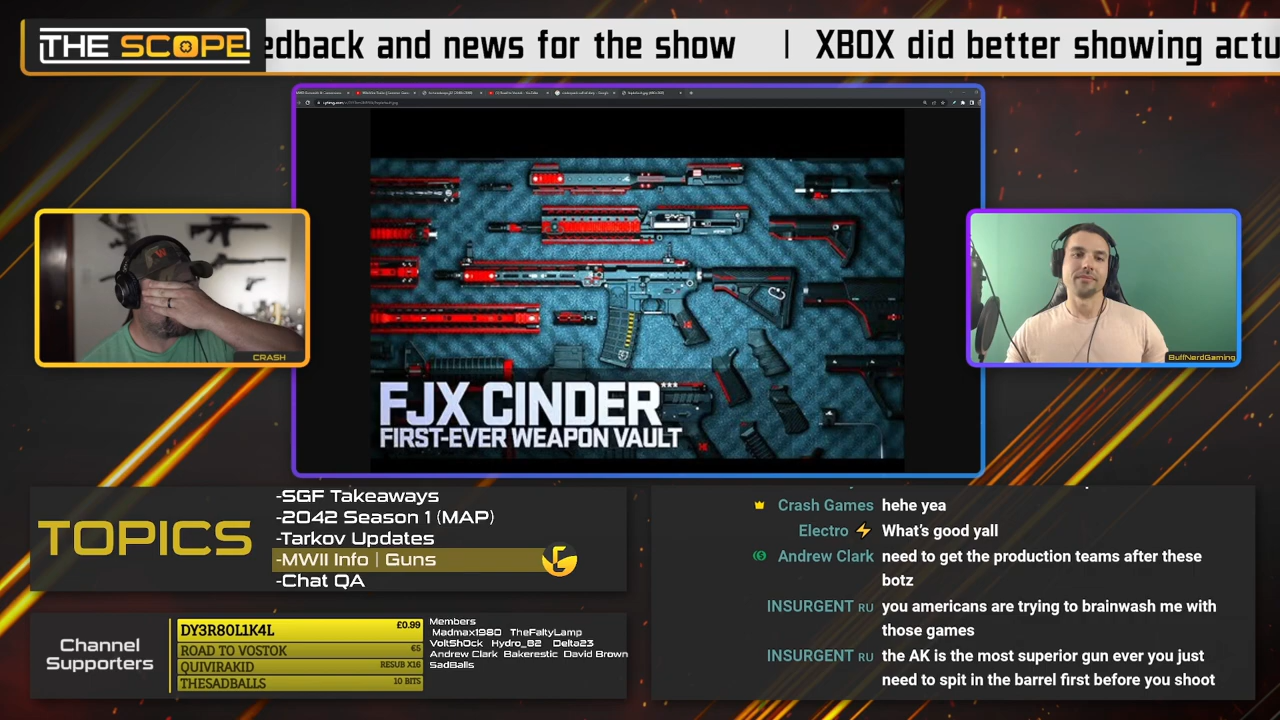 THE SCOPE
edback and news for the show | XBOX did better showing actu
FJX CINDER
FIRST-EVER WEAPON VAULT
CRASH
BuffNerdGaming
TOPICS
-SGF Takeaways
-2042 Season 1 (MAP)
-Tarkov Updates
-MWII Info | Guns
-Chat QA
Channel
Supporters
DY3R80L1K4L £0.99
ROAD TO VOSTOK €5
QUIVIRAKID RESUB X16
THESADBALLS 10 BITS
Members
Madmax1980 TheFaltyLamp
VoltSh0ck Hydro_82 Delta23
Andrew Clark Bakerestic David Brown
SadBalls
Crash Games hehe yea
Electro ⚡ What's good yall
Andrew Clark need to get the production teams after these
botz
INSURGENT RU you americans are trying to brainwash me with
those games
INSURGENT RU the AK is the most superior gun ever you just
need to spit in the barrel first before you shoot